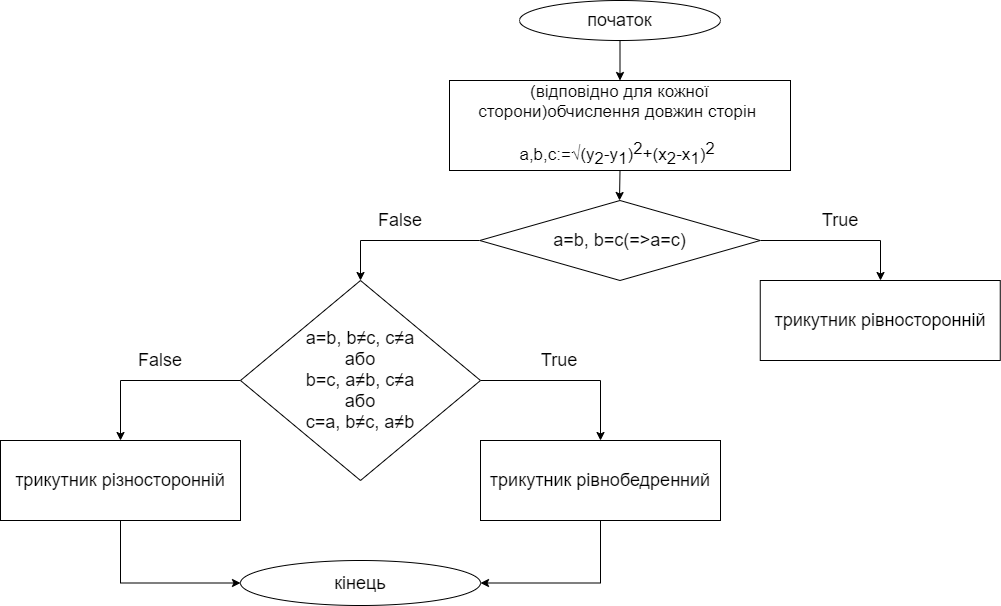 початок
(відповідно для кожної
сторони)обчислення довжин сторін
a,b,c:=√(y₂-y₁)²+(x₂-x₁)²
False
True
a=b, b=c(=>a=c)
трикутник рівносторонній
a=b, b≠c, c≠a
або
b=c, a≠b, c≠a
або
c=a, b≠c, a≠b
False
True
трикутник різносторонній
трикутник рівнобедренний
кінець